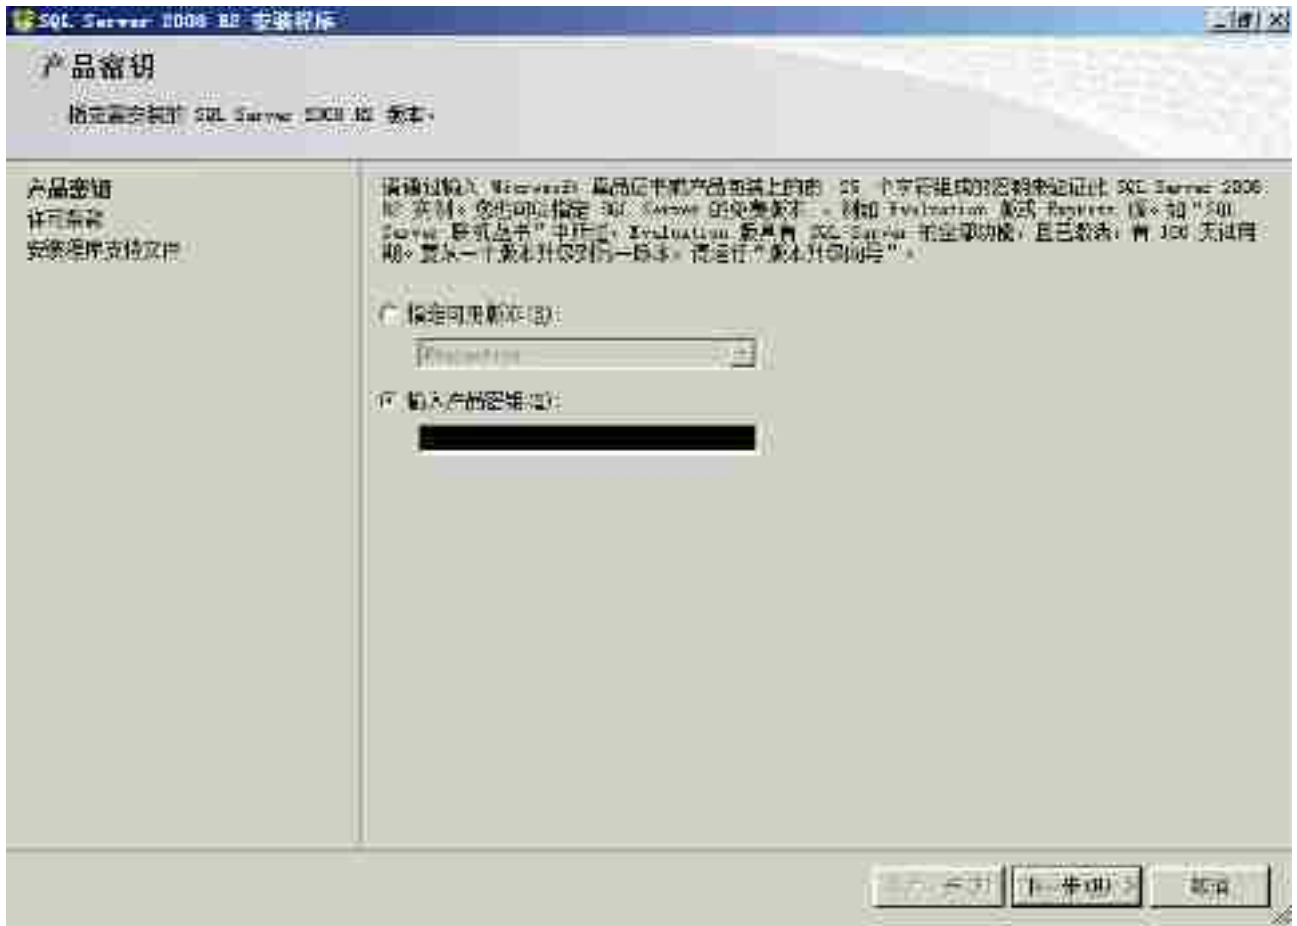 SQL Server 2008 R2 安装程序
产品密钥
指定要安装的 SQL Server 2008 R2 版本。
产品密钥
许可条款
安装程序支持文件
请通过输入 Microsoft 真品证书或产品包装上的由 25 个字符组成的密钥来验证此 SQL Server 2008
R2 实例。您也可以指定 SQL Server 的免费版本，例如 Evaluation 版或 Express 版。如“SQL
Server 联机丛书”中所述，Evaluation 版具有 SQL Server 的全部功能，且已激活，有 180 天试用
期。要从一个版本升级到另一版本，请运行“版本升级向导”。
指定可用版本(S):
Evaluation
输入产品密钥(E):
下一步(N) >
取消